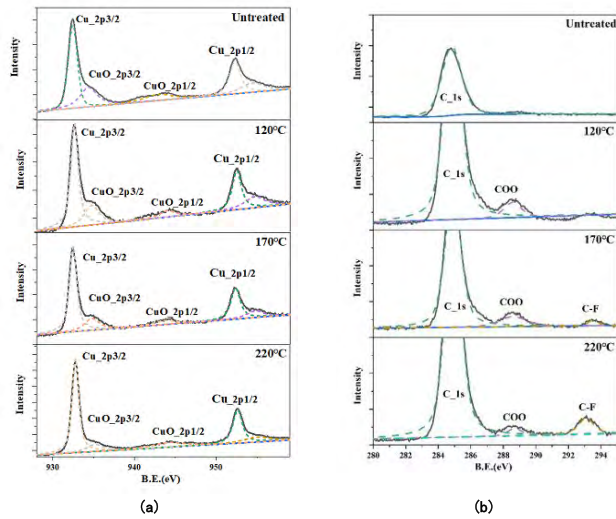 Untreated
Cu_2p3/2
Cu_2p1/2
CuO_2p3/2
CuO_2p1/2
Intensity
120°C
Cu_2p3/2
Cu_2p1/2
CuO_2p3/2
CuO_2p1/2
Intensity
170°C
Cu_2p3/2
Cu_2p1/2
CuO_2p3/2
CuO_2p1/2
Intensity
220°C
Cu_2p3/2
Cu_2p1/2
CuO_2p3/2
CuO_2p1/2
Intensity
930 940 950
B.E.(eV)
(a)
Untreated
C_1s
Intensity
120°C
C_1s
COO
Intensity
170°C
C_1s
COO
C-F
Intensity
220°C
C_1s
COO
C-F
Intensity
280 282 284 286 288 290 292 294
B.E.(eV)
(b)